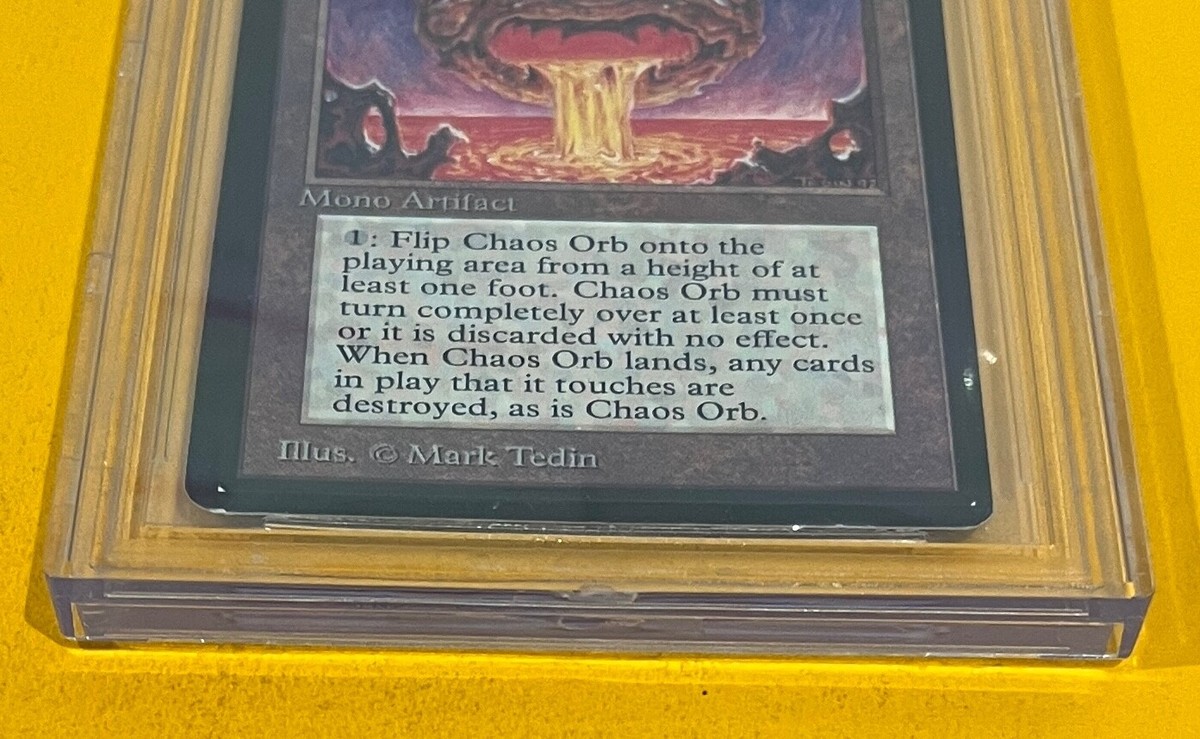 Mono Artifact
1: Flip Chaos Orb onto the
playing area from a height of at
least one foot. Chaos Orb must
turn completely over at least once
or it is discarded with no effect.
When Chaos Orb lands, any cards
in play that it touches are
destroyed, as is Chaos Orb.
Illus. © Mark Tedin